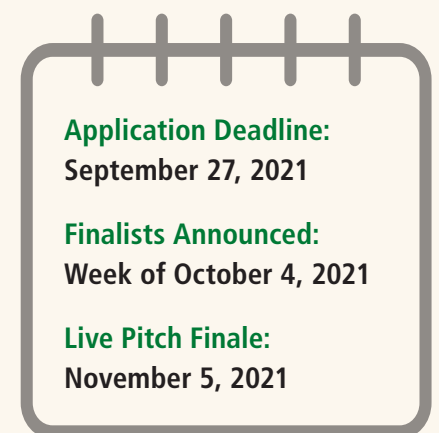 Application Deadline:
September 27, 2021
Finalists Announced:
Week of October 4, 2021
Live Pitch Finale:
November 5, 2021